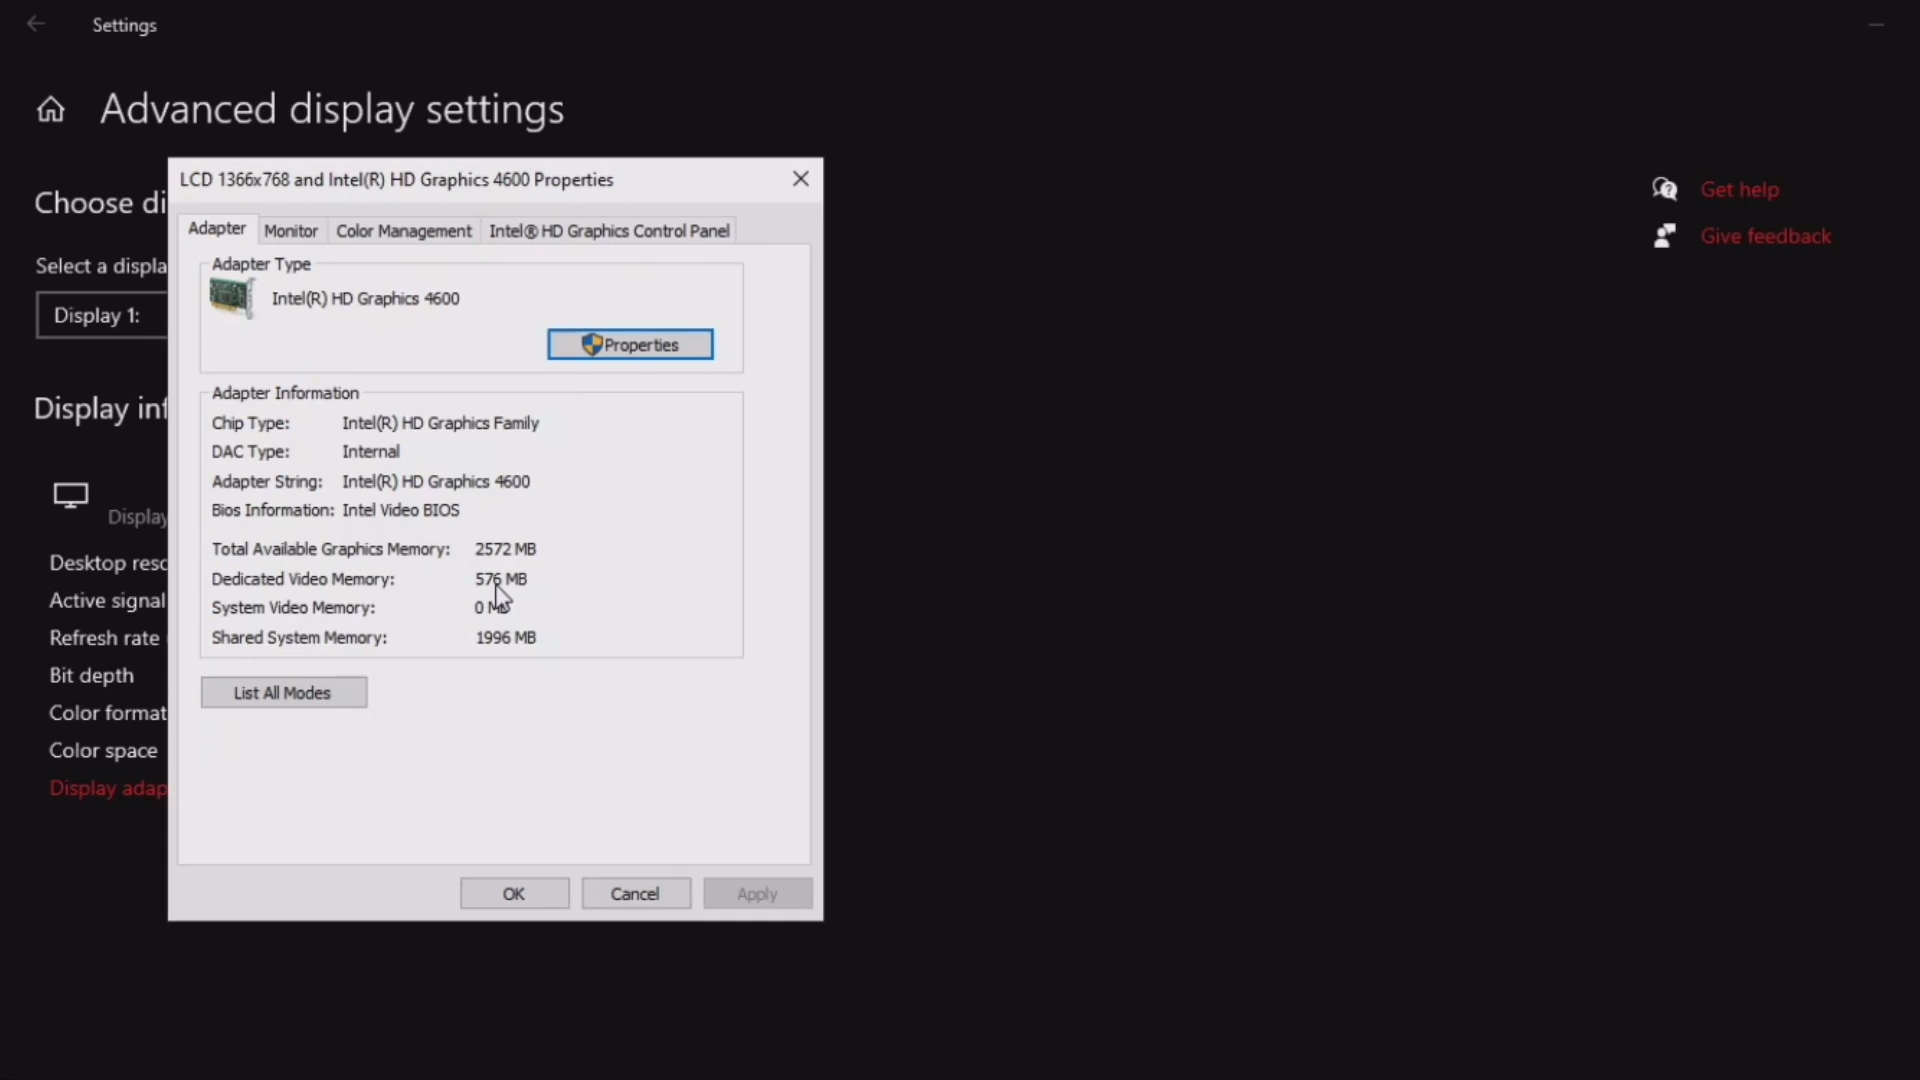 Settings
Advanced display settings
Choose di
Select a displa
Display 1:
Display inf
Display
Desktop reso
Active signal
Refresh rate
Bit depth
Color format
Color space
Display adap
LCD 1366x768 and Intel(R) HD Graphics 4600 Properties
Adapter
Monitor
Color Management
Intel® HD Graphics Control Panel
Adapter Type
Intel(R) HD Graphics 4600
Properties
Adapter Information
Chip Type: Intel(R) HD Graphics Family
DAC Type: Internal
Adapter String: Intel(R) HD Graphics 4600
Bios Information: Intel Video BIOS
Total Available Graphics Memory: 2572 MB
Dedicated Video Memory: 576 MB
System Video Memory: 0 MB
Shared System Memory: 1996 MB
List All Modes
OK
Cancel
Apply
Get help
Give feedback